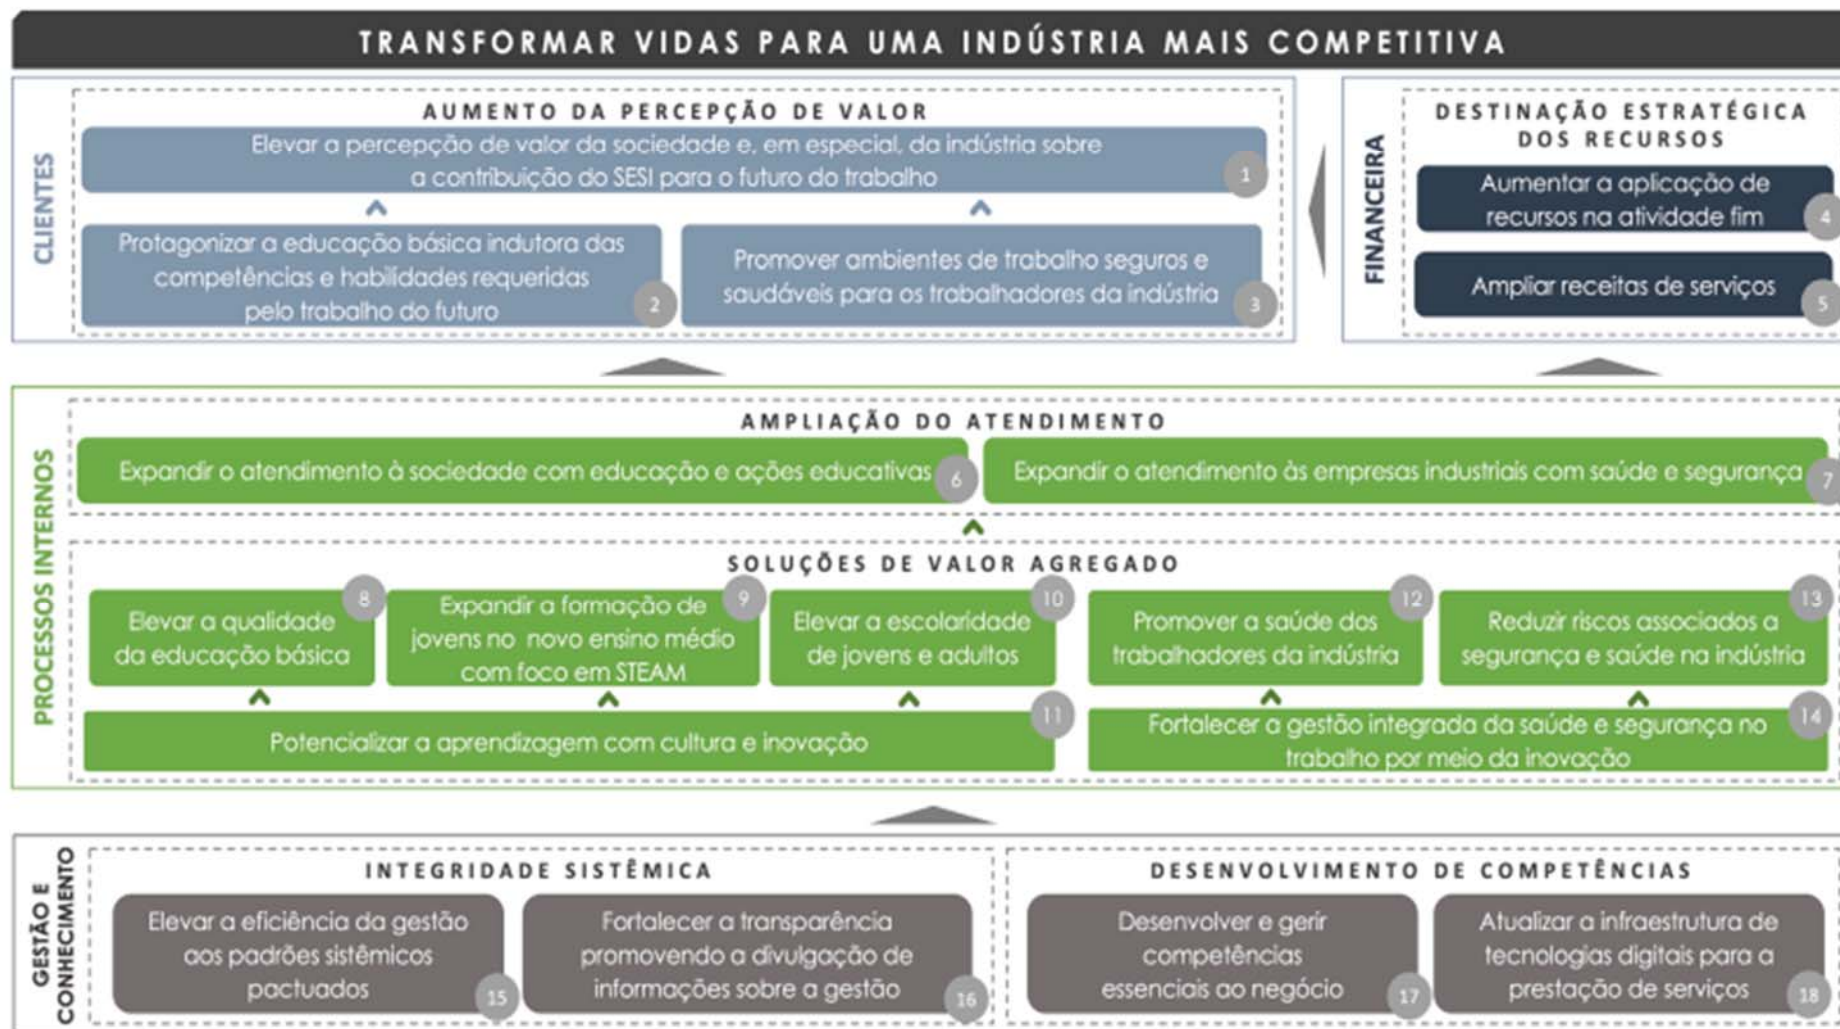 TRANSFORMAR VIDAS PARA UMA INDÚSTRIA MAIS COMPETITIVA
CLIENTES
AUMENTO DA PERCEPÇÃO DE VALOR
Elevar a percepção de valor da sociedade e, em especial, da indústria sobre
a contribuição do SESI para o futuro do trabalho
1
Protagonizar a educação básica indutora das
competências e habilidades requeridas
pelo trabalho do futuro
2
Promover ambientes de trabalho seguros e
saudáveis para os trabalhadores da indústria
3
FINANCEIRA
DESTINAÇÃO ESTRATÉGICA
DOS RECURSOS
Aumentar a aplicação de
recursos na atividade fim
4
Ampliar receitas de serviços
5
PROCESSOS INTERNOS
AMPLIAÇÃO DO ATENDIMENTO
Expandir o atendimento à sociedade com educação e ações educativas
6
Expandir o atendimento às empresas industriais com saúde e segurança
7
SOLUÇÕES DE VALOR AGREGADO
Elevar a qualidade
da educação básica
8
Expandir a formação de
jovens no novo ensino médio
com foco em STEAM
9
Elevar a escolaridade
de jovens e adultos
10
Promover a saúde dos
trabalhadores da indústria
12
Reduzir riscos associados a
segurança e saúde na indústria
13
Potencializar a aprendizagem com cultura e inovação
11
Fortalecer a gestão integrada da saúde e segurança no
trabalho por meio da inovação
14
GESTÃO E
CONHECIMENTO
INTEGRIDADE SISTÊMICA
Elevar a eficiência da gestão
aos padrões sistêmicos
pactuados
15
Fortalecer a transparência
promovendo a divulgação de
informações sobre a gestão
16
DESENVOLVIMENTO DE COMPETÊNCIAS
Desenvolver e gerir
competências
essenciais ao negócio
17
Atualizar a infraestrutura de
tecnologias digitais para a
prestação de serviços
18